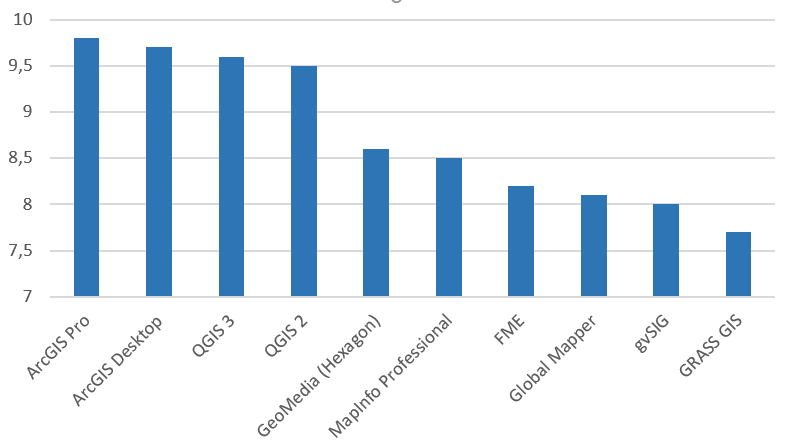 10
9,5
9
8,5
8
7,5
7
ArcGIS Pro
ArcGIS Desktop
QGIS 3
QGIS 2
GeoMedia (Hexagon)
MapInfo Professional
FME
Global Mapper
gvSIG
GRASS GIS